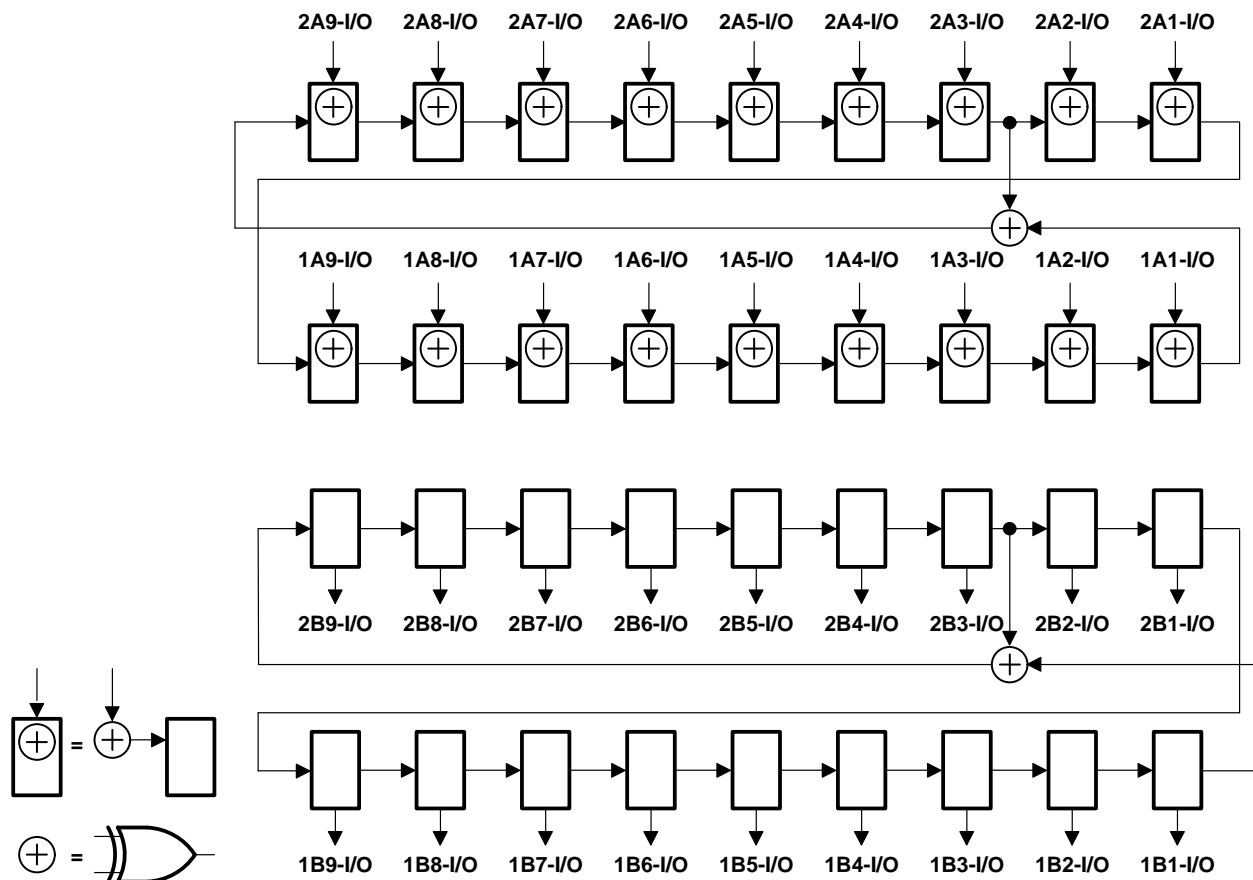 2A9-I/O 2A8-I/O 2A7-I/O 2A6-I/O 2A5-I/O 2A4-I/O 2A3-I/O 2A2-I/O 2A1-I/O
1A9-I/O 1A8-I/O 1A7-I/O 1A6-I/O 1A5-I/O 1A4-I/O 1A3-I/O 1A2-I/O 1A1-I/O
2B9-I/O 2B8-I/O 2B7-I/O 2B6-I/O 2B5-I/O 2B4-I/O 2B3-I/O 2B2-I/O 2B1-I/O
=
=
1B9-I/O 1B8-I/O 1B7-I/O 1B6-I/O 1B5-I/O 1B4-I/O 1B3-I/O 1B2-I/O 1B1-I/O